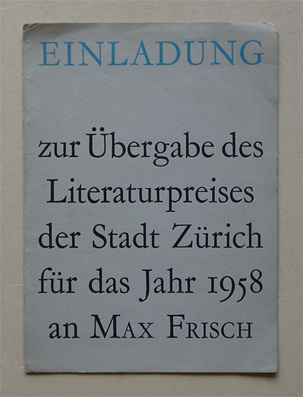 EINLADUNG
zur Übergabe des
Literaturpreises
der Stadt Zürich
für das Jahr 1958
an MAX FRISCH